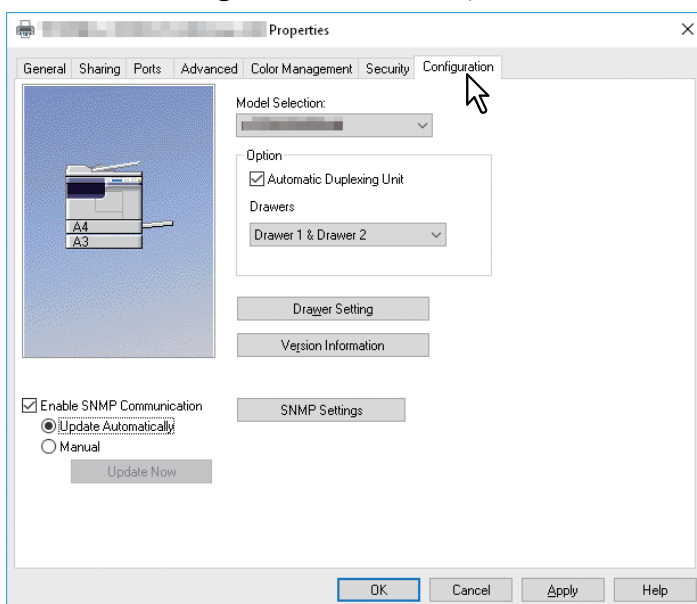 Properties
General Sharing Ports Advanced Color Management Security Configuration
Model Selection:
Option
Automatic Duplexing Unit
Drawers
Drawer 1 & Drawer 2
A4
A3
Drawer Setting
Version Information
Enable SNMP Communication
SNMP Settings
Update Automatically
Manual
Update Now
OK Cancel Apply Help